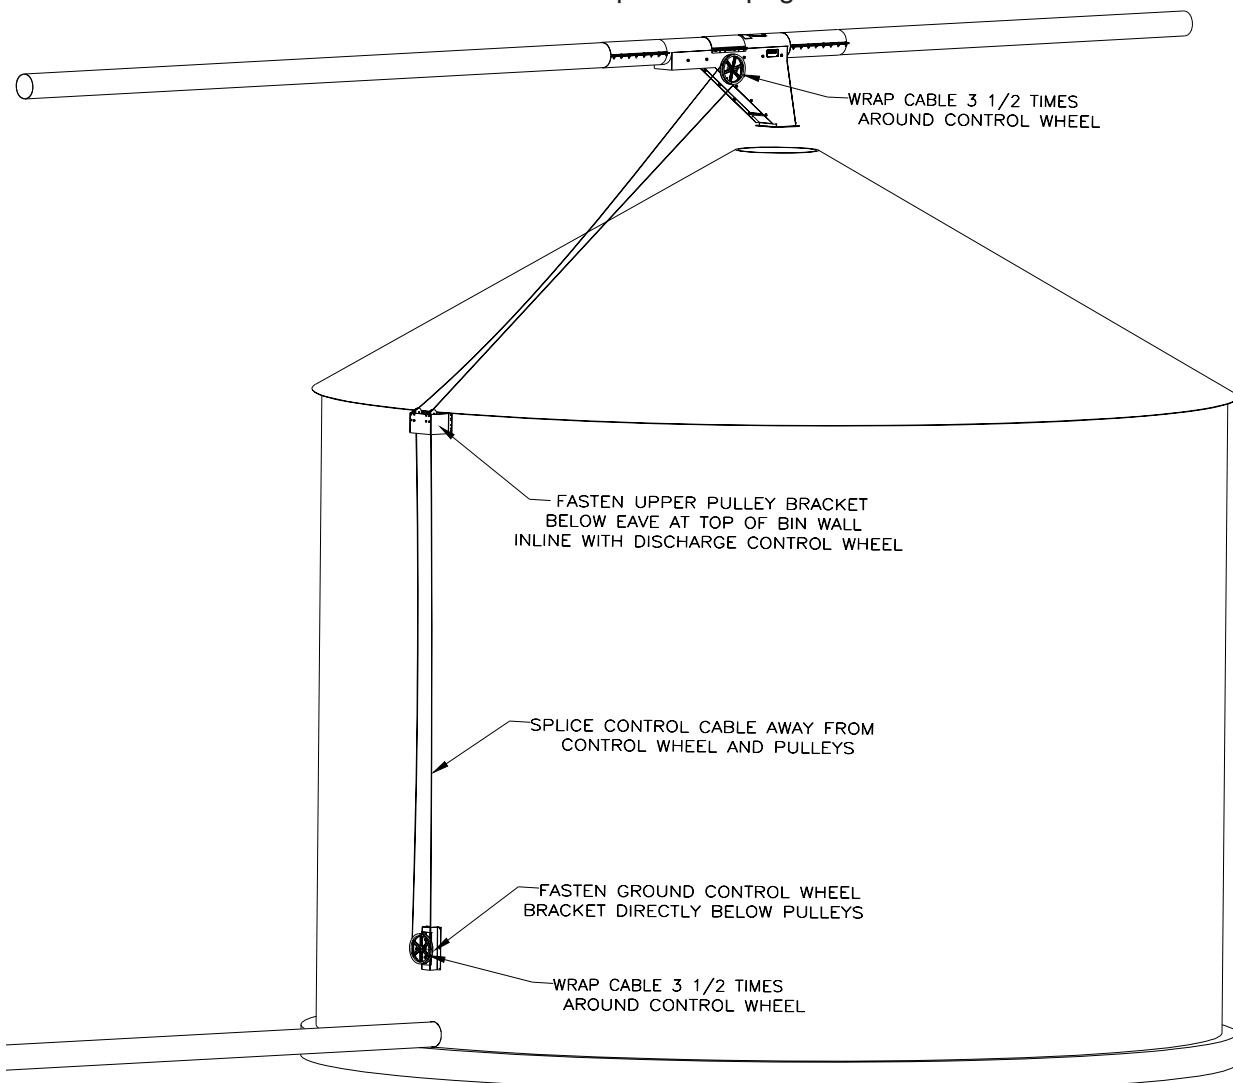 WRAP CABLE 3 1/2 TIMES
AROUND CONTROL WHEEL
FASTEN UPPER PULLEY BRACKET
BELOW EAVE AT TOP OF BIN WALL
INLINE WITH DISCHARGE CONTROL WHEEL
SPLICE CONTROL CABLE AWAY FROM
CONTROL WHEEL AND PULLEYS
FASTEN GROUND CONTROL WHEEL
BRACKET DIRECTLY BELOW PULLEYS
WRAP CABLE 3 1/2 TIMES
AROUND CONTROL WHEEL